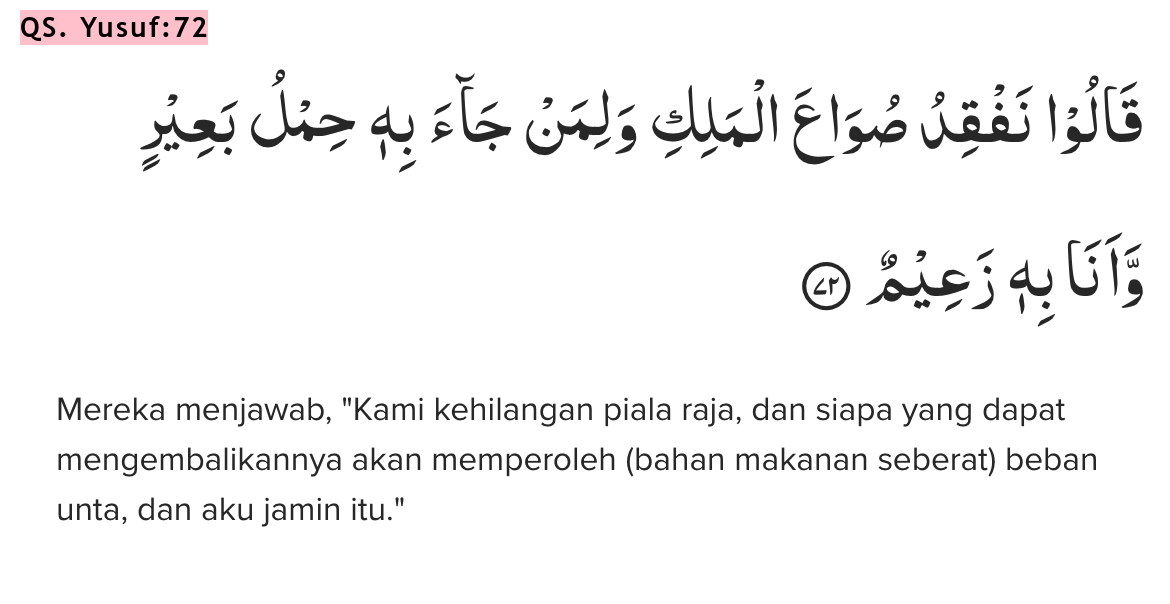 QS. Yusuf:72
قَالُوْا نَفْقِدُ صُوَاعَ الْمَلِكِ وَلِمَنْ جَاۤءَ بِهٖ حِمْلُ بَعِيْرٍ
وَّاَنَا۠ بِهٖ زَعِيْمٌ ٧٢
Mereka menjawab, "Kami kehilangan piala raja, dan siapa yang dapat
mengembalikannya akan memperoleh (bahan makanan seberat) beban
unta, dan aku jamin itu."